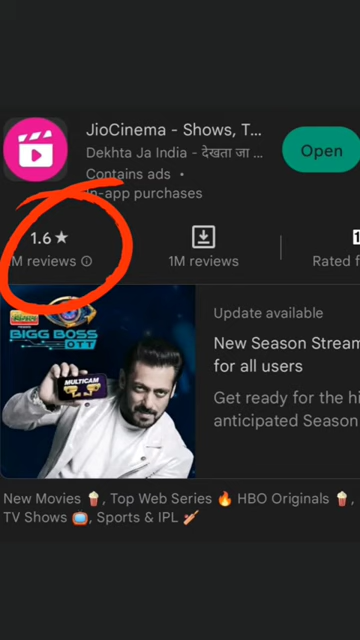 JioCinema - Shows, T...
Dekhta Ja India - देखता जा ...
Contains ads •
In-app purchases
Open
1.6★
M reviews ⓘ
1M reviews
Rated f
BIGG BOSS
OTT
MULTICAM
Update available
New Season Stream
for all users
Get ready for the hi
anticipated Season
New Movies 🍿, Top Web Series 🔥 HBO Originals 🍿,
TV Shows 📺, Sports & IPL 🏏